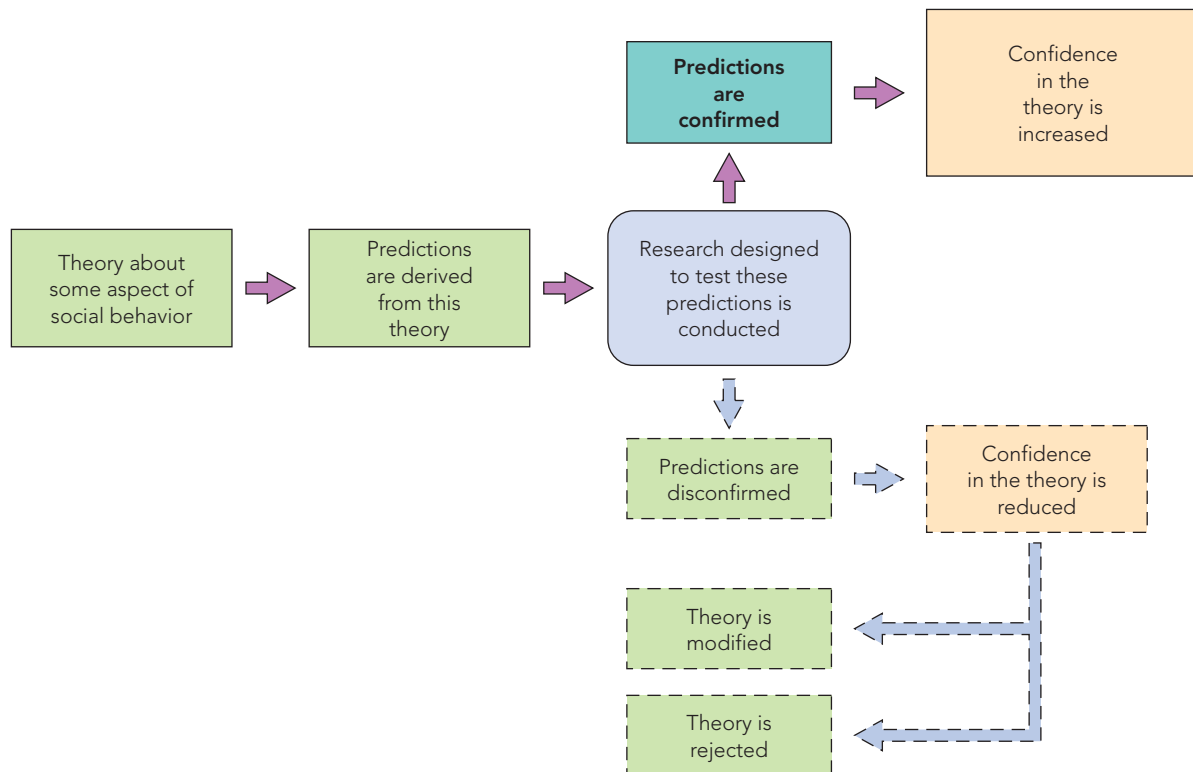 Predictions
are
confirmed
Confidence
in the
theory is
increased
Theory about
some aspect of
social behavior
Predictions
are derived
from this
theory
Research designed
to test these
predictions is
conducted
Predictions are
disconfirmed
Confidence
in the theory is
reduced
Theory is
modified
Theory is
rejected